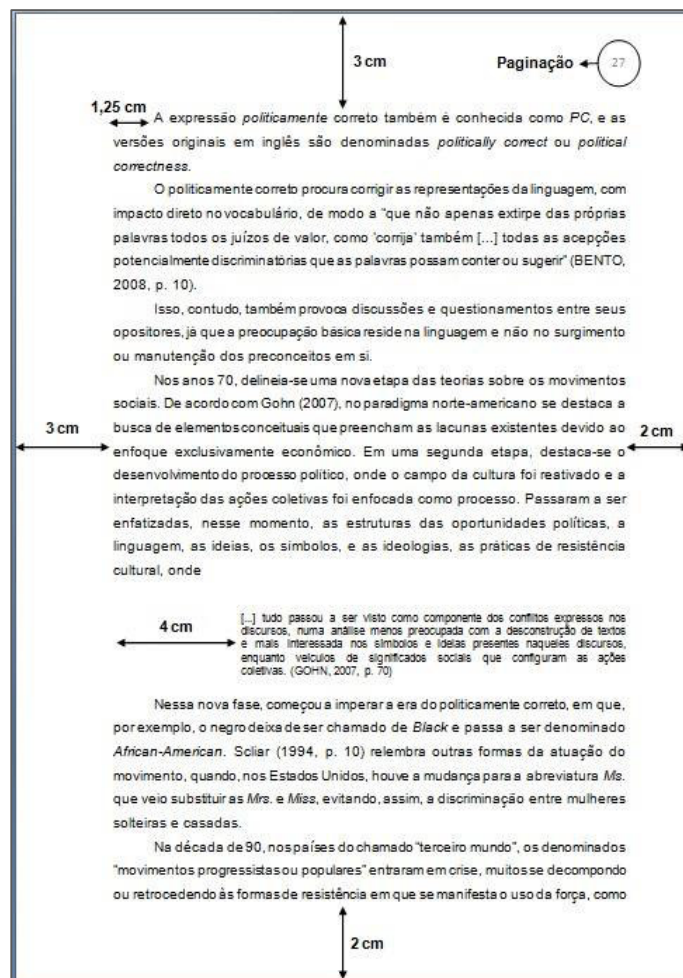 3 cm
Paginação
27
1,25 cm
A expressão politicamente correto também é conhecida como PC, e as
versões originais em inglês são denominadas politically correct ou political
correctness.
O politicamente correto procura corrigir as representações da linguagem, com
impacto direto no vocabulário, de modo a "que não apenas extirpe das próprias
palavras todos os juízos de valor, como 'corrija' também [...] todas as acepções
potencialmente discriminatórias que as palavras possam conter ou sugerir" (BENTO,
2008, p. 10).
Isso, contudo, também provoca discussões e questionamentos entre seus
opositores, já que a preocupação básica reside na linguagem e não no surgimento
ou manutenção dos preconceitos em si.
Nos anos 70, delineia-se uma nova etapa das teorias sobre os movimentos
sociais. De acordo com Gohn (2007), no paradigma norte-americano se destaca a
busca de elementos conceituais que preencham as lacunas existentes devido ao
3 cm
2 cm
enfoque exclusivamente econômico. Em uma segunda etapa, destaca-se o
desenvolvimento do processo político, onde o campo da cultura foi reativado e a
interpretação das ações coletivas foi enfocada como processo. Passaram a ser
enfatizadas, nesse momento, as estruturas das oportunidades políticas, a
linguagem, as ideias, os símbolos, e as ideologias, as práticas de resistência
cultural, onde
4 cm
[...] tudo passou a ser visto como componente dos conflitos expressos nos
discursos, numa análise menos preocupada com a desconstrução de textos
e mais interessada nos símbolos e ideias presentes naqueles discursos,
enquanto veículos de significados sociais que configuram as ações
coletivas. (GOHN, 2007, p. 70)
Nessa nova fase, começou a imperar a era do politicamente correto, em que,
por exemplo, o negro deixa de ser chamado de Black e passa a ser denominado
African-American. Scliar (1994, p. 10) relembra outras formas da atuação do
movimento, quando, nos Estados Unidos, houve a mudança para a abreviatura Ms.
que veio substituir as Mrs. e Miss, evitando, assim, a discriminação entre mulheres
solteiras e casadas.
Na década de 90, nos países do chamado "terceiro mundo", os denominados
"movimentos progressistas ou populares" entraram em crise, muitos se decompondo
ou retrocedendo às formas de resistência em que se manifesta o uso da força, como
2 cm